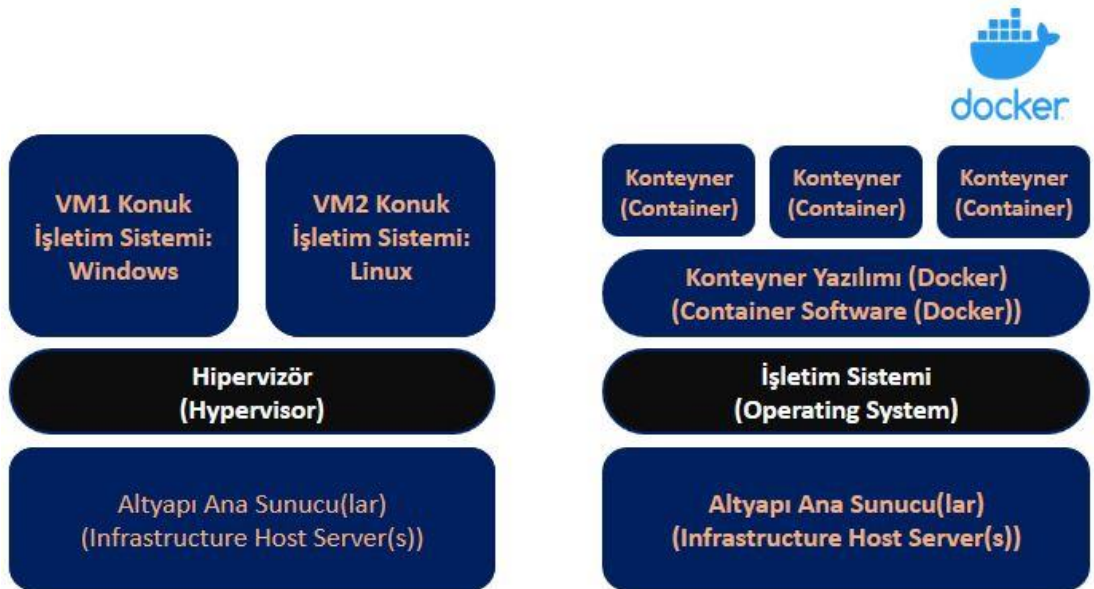 docker
VM1 Konuk
İşletim Sistemi:
Windows
VM2 Konuk
İşletim Sistemi:
Linux
Hipervizör
(Hypervisor)
Altyapı Ana Sunucu(lar)
(Infrastructure Host Server(s))
Konteyner
(Container)
Konteyner
(Container)
Konteyner
(Container)
Konteyner Yazılımı (Docker)
(Container Software (Docker))
İşletim Sistemi
(Operating System)
Altyapı Ana Sunucu(lar)
(Infrastructure Host Server(s))